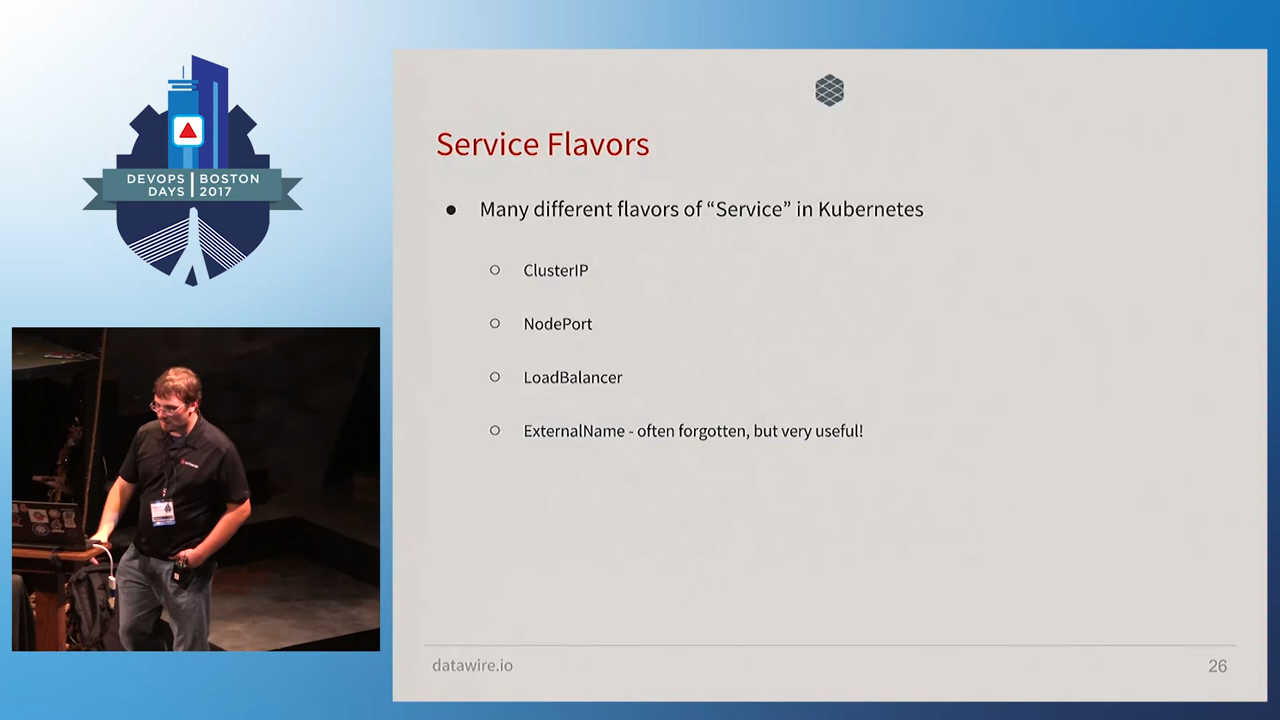 DEVOPS DAYS
BOSTON 2017
Service Flavors
● Many different flavors of “Service” in Kubernetes
○ ClusterIP
○ NodePort
○ LoadBalancer
○ ExternalName - often forgotten, but very useful!
datawire.io
26